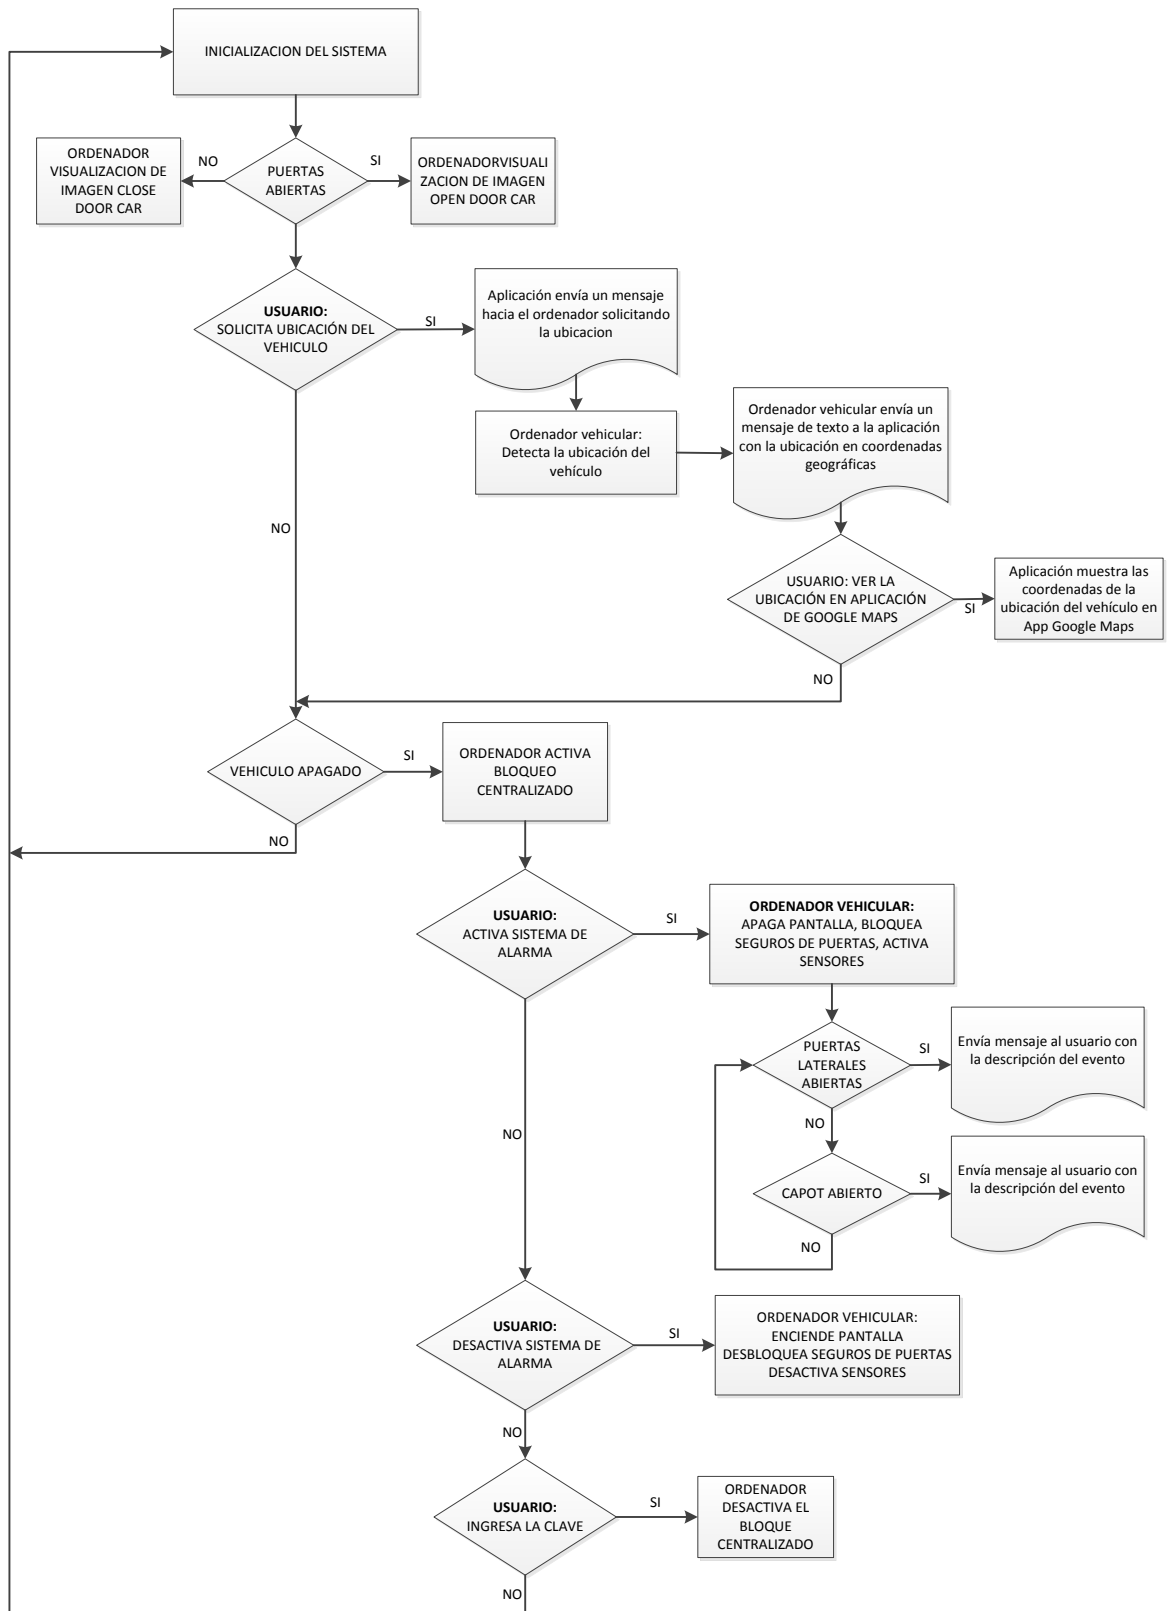 INICIALIZACION DEL SISTEMA
ORDENADOR
VISUALIZACION DE
IMAGEN CLOSE
DOOR CAR
NO
PUERTAS
ABIERTAS
SI
ORDENADORVISUALI
ZACION DE IMAGEN
OPEN DOOR CAR
USUARIO:
SOLICITA UBICACIÓN DEL
VEHICULO
SI
Aplicación envía un mensaje
hacia el ordenador solicitando
la ubicacion
Ordenador vehicular:
Detecta la ubicación del
vehículo
Ordenador vehicular envía un
mensaje de texto a la aplicación
con la ubicación en coordenadas
geográficas
NO
USUARIO: VER LA
UBICACIÓN EN APLICACIÓN
DE GOOGLE MAPS
SI
Aplicación muestra las
coordenadas de la
ubicación del vehículo en
App Google Maps
NO
VEHICULO APAGADO
SI
ORDENADOR ACTIVA
BLOQUEO
CENTRALIZADO
NO
USUARIO:
ACTIVA SISTEMA DE
ALARMA
SI
ORDENADOR VEHICULAR:
APAGA PANTALLA, BLOQUEA
SEGUROS DE PUERTAS, ACTIVA
SENSORES
PUERTAS
LATERALES
ABIERTAS
SI
Envía mensaje al usuario con
la descripción del evento
NO
NO
CAPOT ABIERTO
SI
Envía mensaje al usuario con
la descripción del evento
NO
USUARIO:
DESACTIVA SISTEMA DE
ALARMA
SI
ORDENADOR VEHICULAR:
ENCIENDE PANTALLA
DESBLOQUEA SEGUROS DE PUERTAS
DESACTIVA SENSORES
NO
USUARIO:
INGRESA LA CLAVE
SI
ORDENADOR
DESACTIVA EL
BLOQUE
CENTRALIZADO
NO